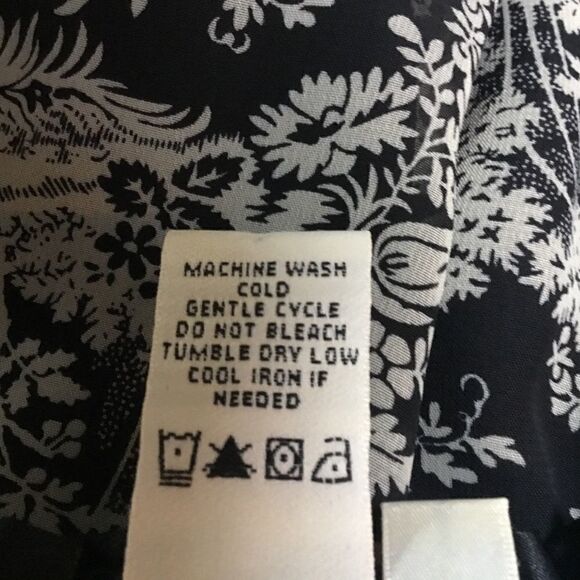 MACHINE WASH
COLD
GENTLE CYCLE
DO NOT BLEACH
TUMBLE DRY LOW
COOL IRON IF
NEEDED